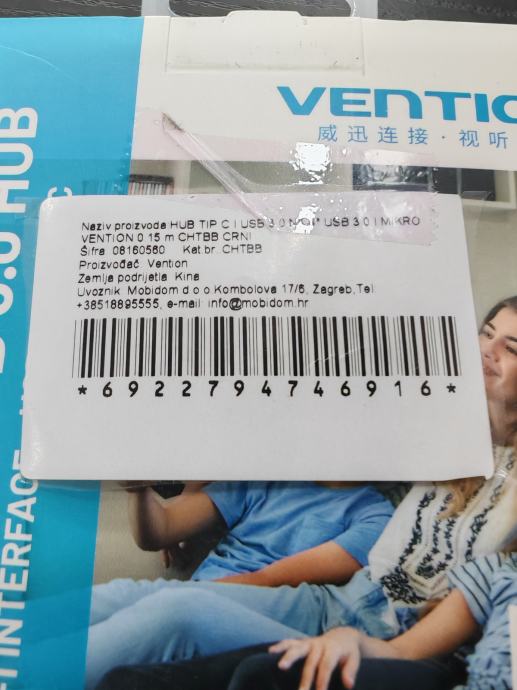 VENTIO
威迅连接·视听
3.0 HUB
C
I INTERFACE
Naziv proizvoda HUB TIP C I USB 3 0 NA 4* USB 3 0 I MIKRO
VENTION 0 15 m CHTBB CRNI
Šifra 08160560 Kat br. CHTBB
Proizvođač Vention
Zemlja podrijetla Kina
Uvoznik Mobidom d o o Kombolova 17/6, Zagreb,Tel
+38518895555, e-mail info@mobidom.hr
*6922794746916*